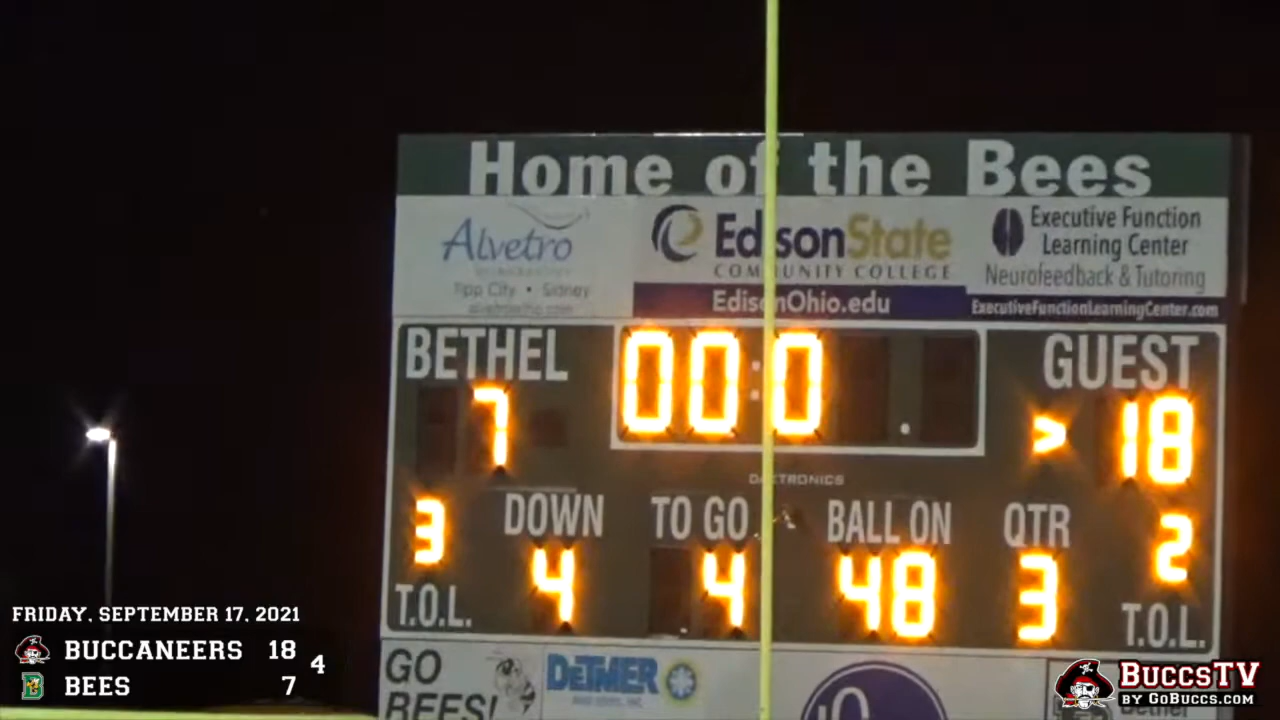 Home of the Bees
Alvetro
Tipp City • Sidney
EdisonState
COMMUNITY COLLEGE
EdisonOhio.edu
Executive Function
Learning Center
Neurofeedback & Tutoring
ExecutiveFunctionLearningCenter.com
BETHEL
00:0
GUEST
7
> 18
DAKTRONICS
3
DOWN
TO GO
BALL ON
QTR
2
4
4
48
3
T.O.L.
T.O.L.
GO
BEES!
DETMER
FRIDAY, SEPTEMBER 17, 2021
BUCCANEERS 18
4
BEES 7
BUCCSTV
BY GOBUCCS.COM